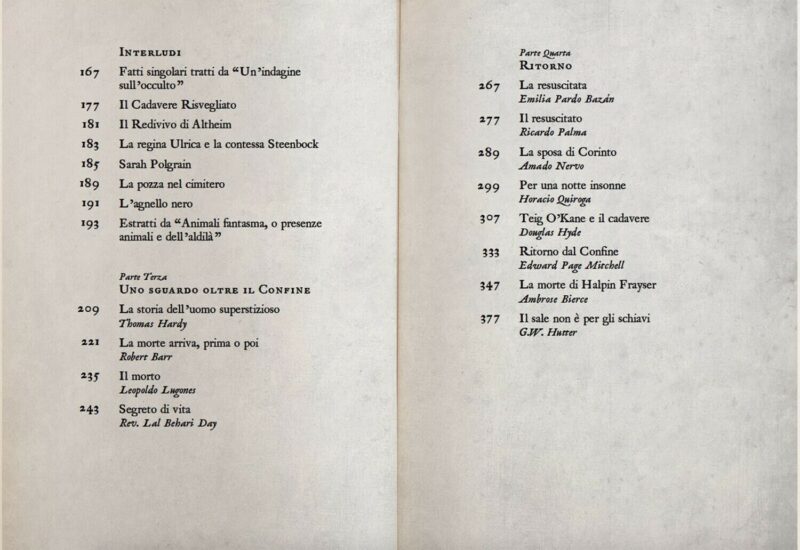 INTERLUDI
167 Fatti singolari tratti da “Un’indagine
sull’occulto”
177 Il Cadavere Risvegliato
181 Il Redivivo di Altheim
183 La regina Ulrica e la contessa Steenbock
185 Sarah Polgrain
189 La pozza nel cimitero
191 L’agnello nero
193 Estratti da “Animali fantasma, o presenze
animali e dell’aldilà”
Parte Terza
UNO SGUARDO OLTRE IL CONFINE
209 La storia dell’uomo superstizioso
Thomas Hardy
221 La morte arriva, prima o poi
Robert Barr
235 Il morto
Leopoldo Lugones
243 Segreto di vita
Rev. Lal Behari Day
Parte Quarta
RITORNO
267 La resuscitata
Emilia Pardo Bazán
277 Il resuscitato
Ricardo Palma
289 La sposa di Corinto
Amado Nervo
299 Per una notte insonne
Horacio Quiroga
307 Teig O’Kane e il cadavere
Douglas Hyde
333 Ritorno dal Confine
Edward Page Mitchell
347 La morte di Halpin Frayser
Ambrose Bierce
377 Il sale non è per gli schiavi
G.W. Hutter